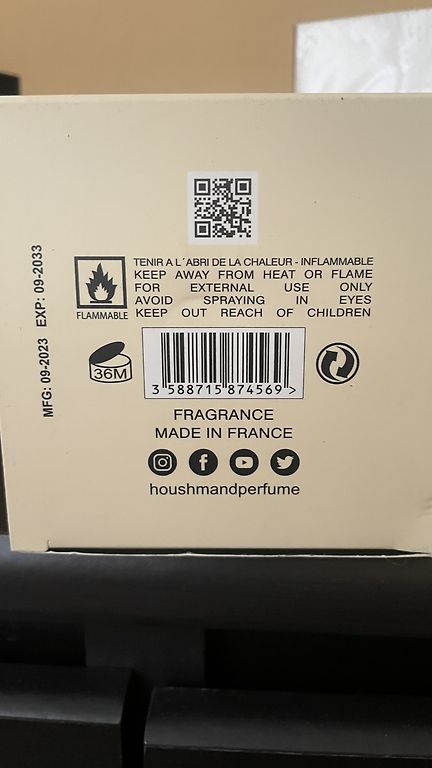 MFG: 09-2023 EXP: 09-2033
TENIR A L´ABRI DE LA CHALEUR - INFLAMMABLE
KEEP AWAY FROM HEAT OR FLAME
FOR EXTERNAL USE ONLY
AVOID SPRAYING IN EYES
KEEP OUT REACH OF CHILDREN
FLAMMABLE
36M
3 588715 874569 >
FRAGRANCE
MADE IN FRANCE
houshmandperfume